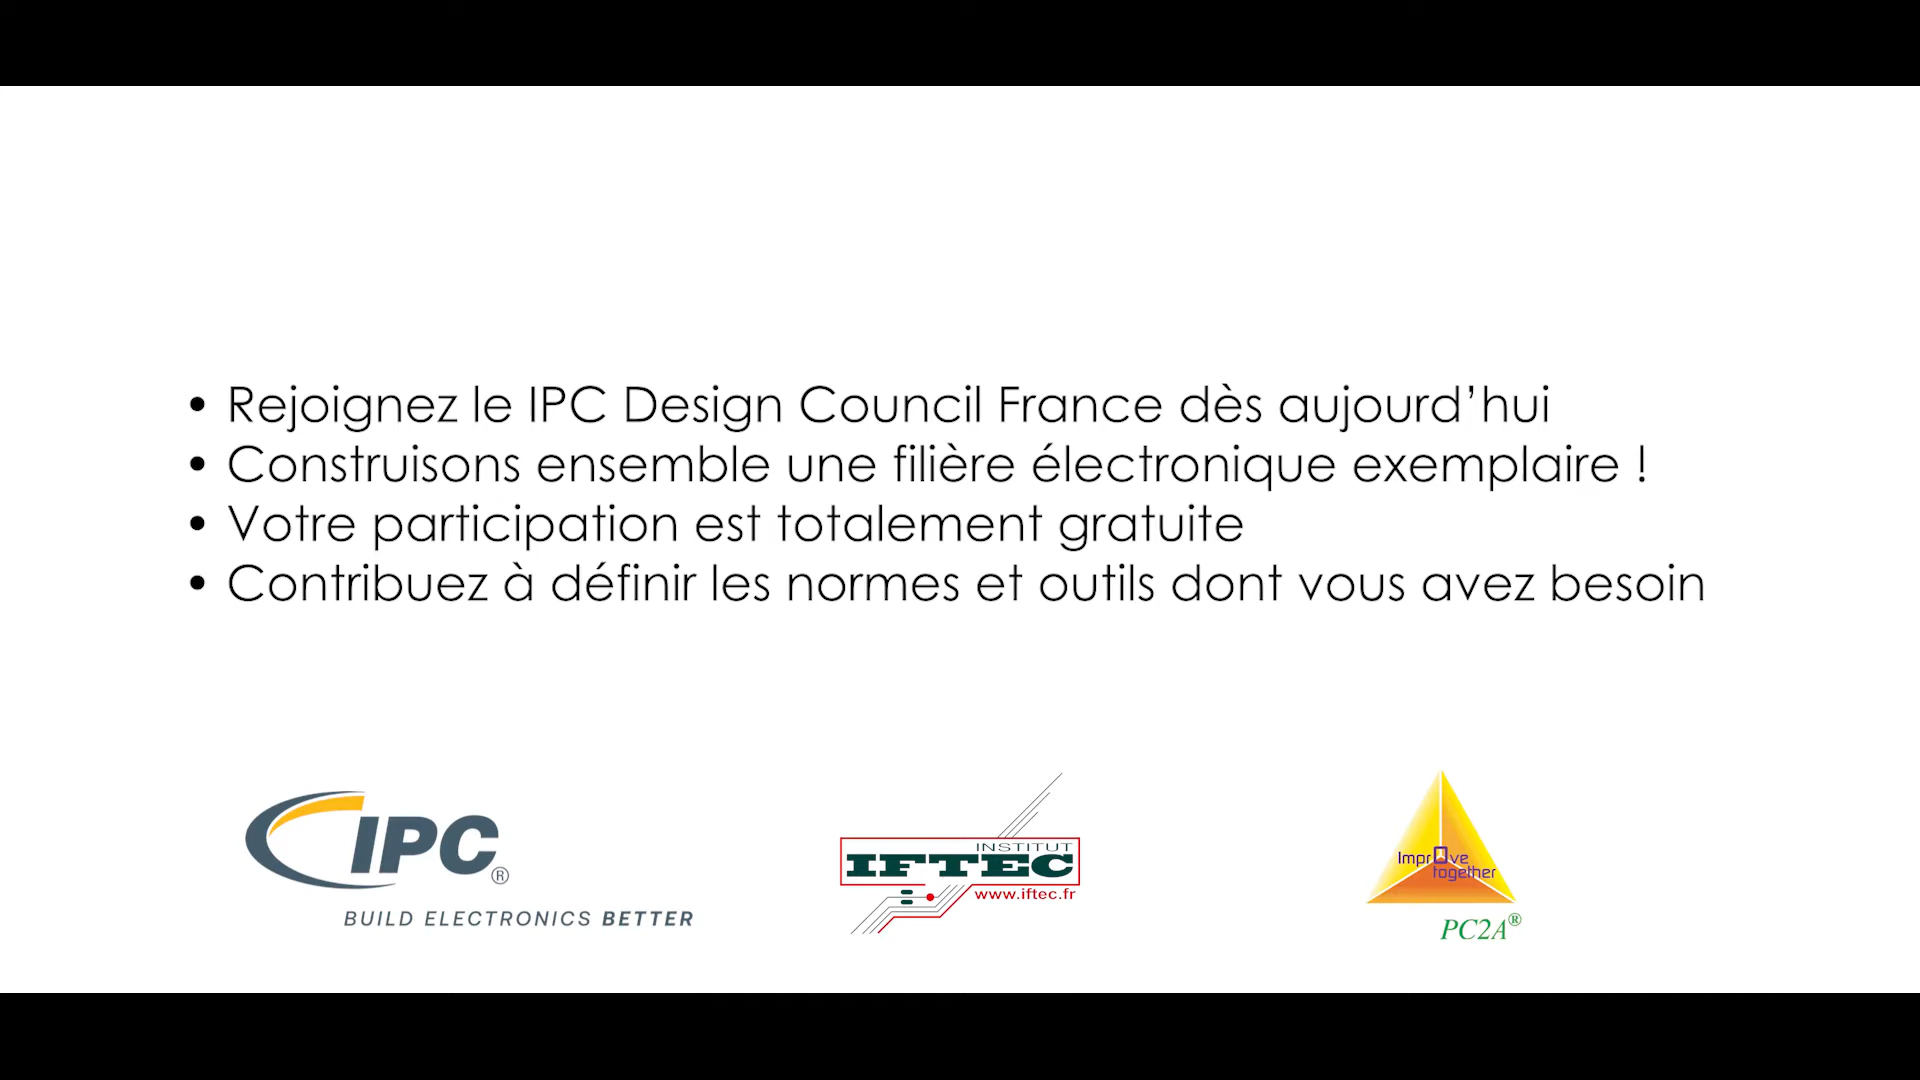 • Rejoignez le IPC Design Council France dès aujourd’hui
• Construisons ensemble une filière électronique exemplaire !
• Votre participation est totalement gratuite
• Contribuez à définir les normes et outils dont vous avez besoin
IPC®
BUILD ELECTRONICS BETTER
INSTITUT
IFTEC
www.iftec.fr
Improve
together
PC2A®